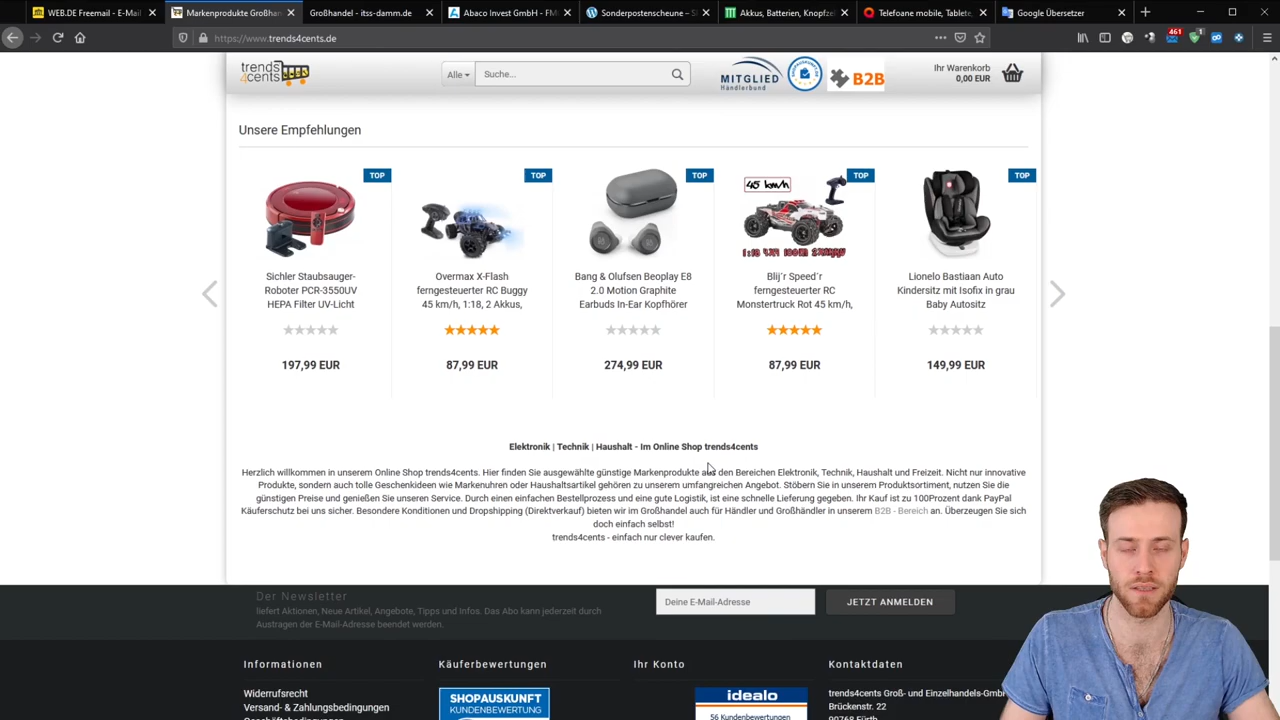 WEB.DE Freemail - E-Mail
Markenprodukte Großhan
Großhandel - itss-damm.de
Abaco Invest GmbH - FM
Sonderpostenscheune – S
Akkus, Batterien, Knopfzel
Telefoane mobile, Tablete,
Google Übersetzer
https://www.trends4cents.de
461
1
trends
4cents
Alle
Suche...
MITGLIED
Händlerbund
B2B
Ihr Warenkorb
0,00 EUR
Unsere Empfehlungen
TOP
TOP
TOP
TOP
TOP
45 km/h
Sichler Staubsauger-
Roboter PCR-3550UV
HEPA Filter UV-Licht
197,99 EUR
Overmax X-Flash
ferngesteuerter RC Buggy
45 km/h, 1:18, 2 Akkus,
87,99 EUR
Bang & Olufsen Beoplay E8
2.0 Motion Graphite
Earbuds In-Ear Kopfhörer
274,99 EUR
Blij´r Speed´r
ferngesteuerter RC
Monstertruck Rot 45 km/h,
87,99 EUR
Lionelo Bastiaan Auto
Kindersitz mit Isofix in grau
Baby Autositz
149,99 EUR
Elektronik | Technik | Haushalt - Im Online Shop trends4cents
Herzlich willkommen in unserem Online Shop trends4cents. Hier finden Sie ausgewählte günstige Markenprodukte aus den Bereichen Elektronik, Technik, Haushalt und Freizeit. Nicht nur innovative
Produkte, sondern auch tolle Geschenkideen wie Markenuhren oder Haushaltsartikel gehören zu unserem umfangreichen Angebot. Stöbern Sie in unserem Produktsortiment, nutzen Sie die
günstigen Preise und genießen Sie unseren Service. Durch einen einfachen Bestellprozess und eine gute Logistik, ist eine schnelle Lieferung gegeben. Ihr Kauf ist zu 100Prozent dank PayPal
Käuferschutz bei uns sicher. Besondere Konditionen und Dropshipping (Direktverkauf) bieten wir im Großhandel auch für Händler und Großhändler in unserem B2B - Bereich an. Überzeugen Sie sich
doch einfach selbst!
trends4cents - einfach nur clever kaufen.
Der Newsletter
liefert Aktionen, Neue Artikel, Angebote, Tipps und Infos. Das Abo kann jederzeit durch
Austragen der E-Mail-Adresse beendet werden.
Deine E-Mail-Adresse
JETZT ANMELDEN
Informationen
Widerrufsrecht
Versand- & Zahlungsbedingungen
Geschäftsbedingungen
Käuferbewertungen
SHOPAUSKUNFT
KUNDENBEWERTUNG
Ihr Konto
idealo
56 Kundenbewertungen
Kontaktdaten
trends4cents Groß- und Einzelhandels-GmbH
Brückenstr. 22
90768 Fürth